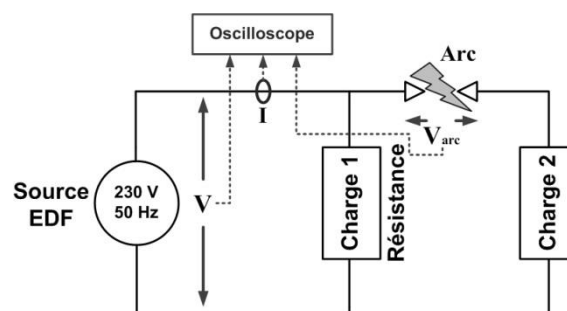 Oscilloscope
Arc
I
V
arc
Source
EDF
230 V
50 Hz
V
Charge 1
Résistance
Charge 2